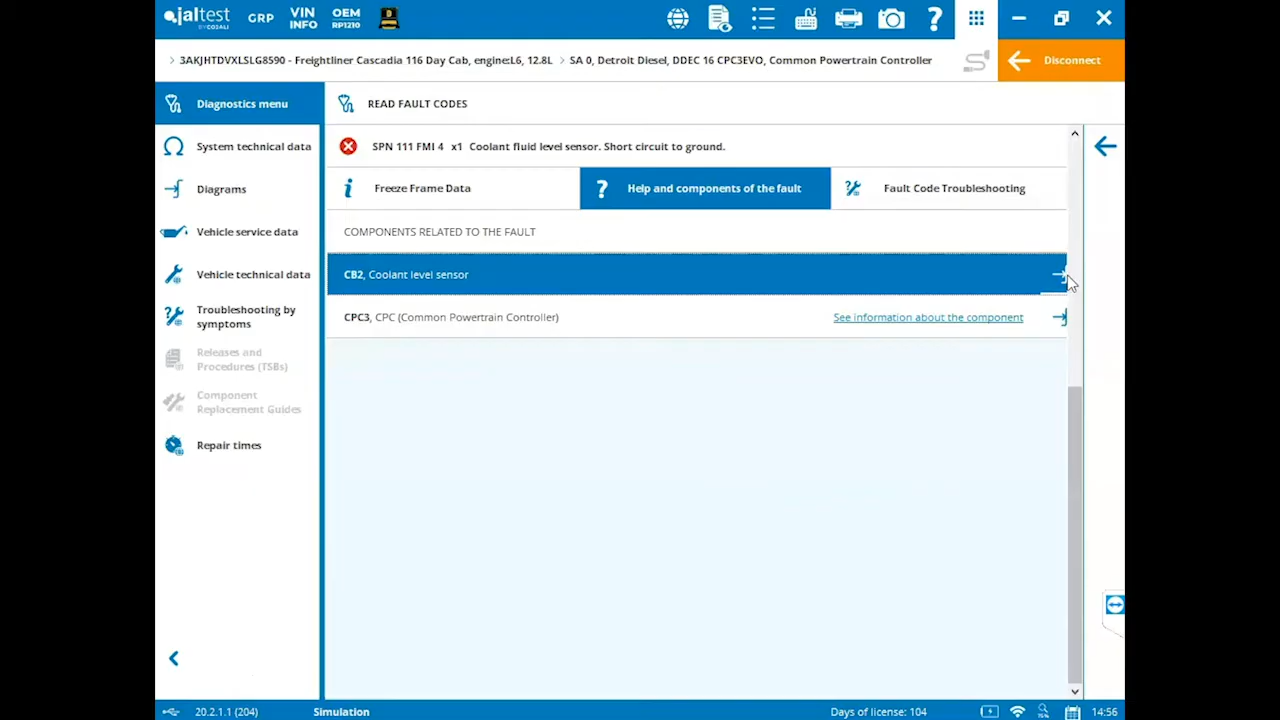 jaltest
BY COJALI
GRP
VIN
INFO
OEM
RP1210
3AKJHTDVXLSLG8590 - Freightliner Cascadia 116 Day Cab, engine:L6, 12.8L > SA 0, Detroit Diesel, DDEC 16 CPC3EVO, Common Powertrain Controller
Disconnect
Diagnostics menu
READ FAULT CODES
System technical data
SPN 111 FMI 4 x1 Coolant fluid level sensor. Short circuit to ground.
Diagrams
Freeze Frame Data
Help and components of the fault
Fault Code Troubleshooting
Vehicle service data
COMPONENTS RELATED TO THE FAULT
Vehicle technical data
CB2, Coolant level sensor
Troubleshooting by
symptoms
CPC3, CPC (Common Powertrain Controller)
See information about the component
Releases and
Procedures (TSBs)
Component
Replacement Guides
Repair times
20.2.1.1 (204)
Simulation
Days of license: 104
14:56